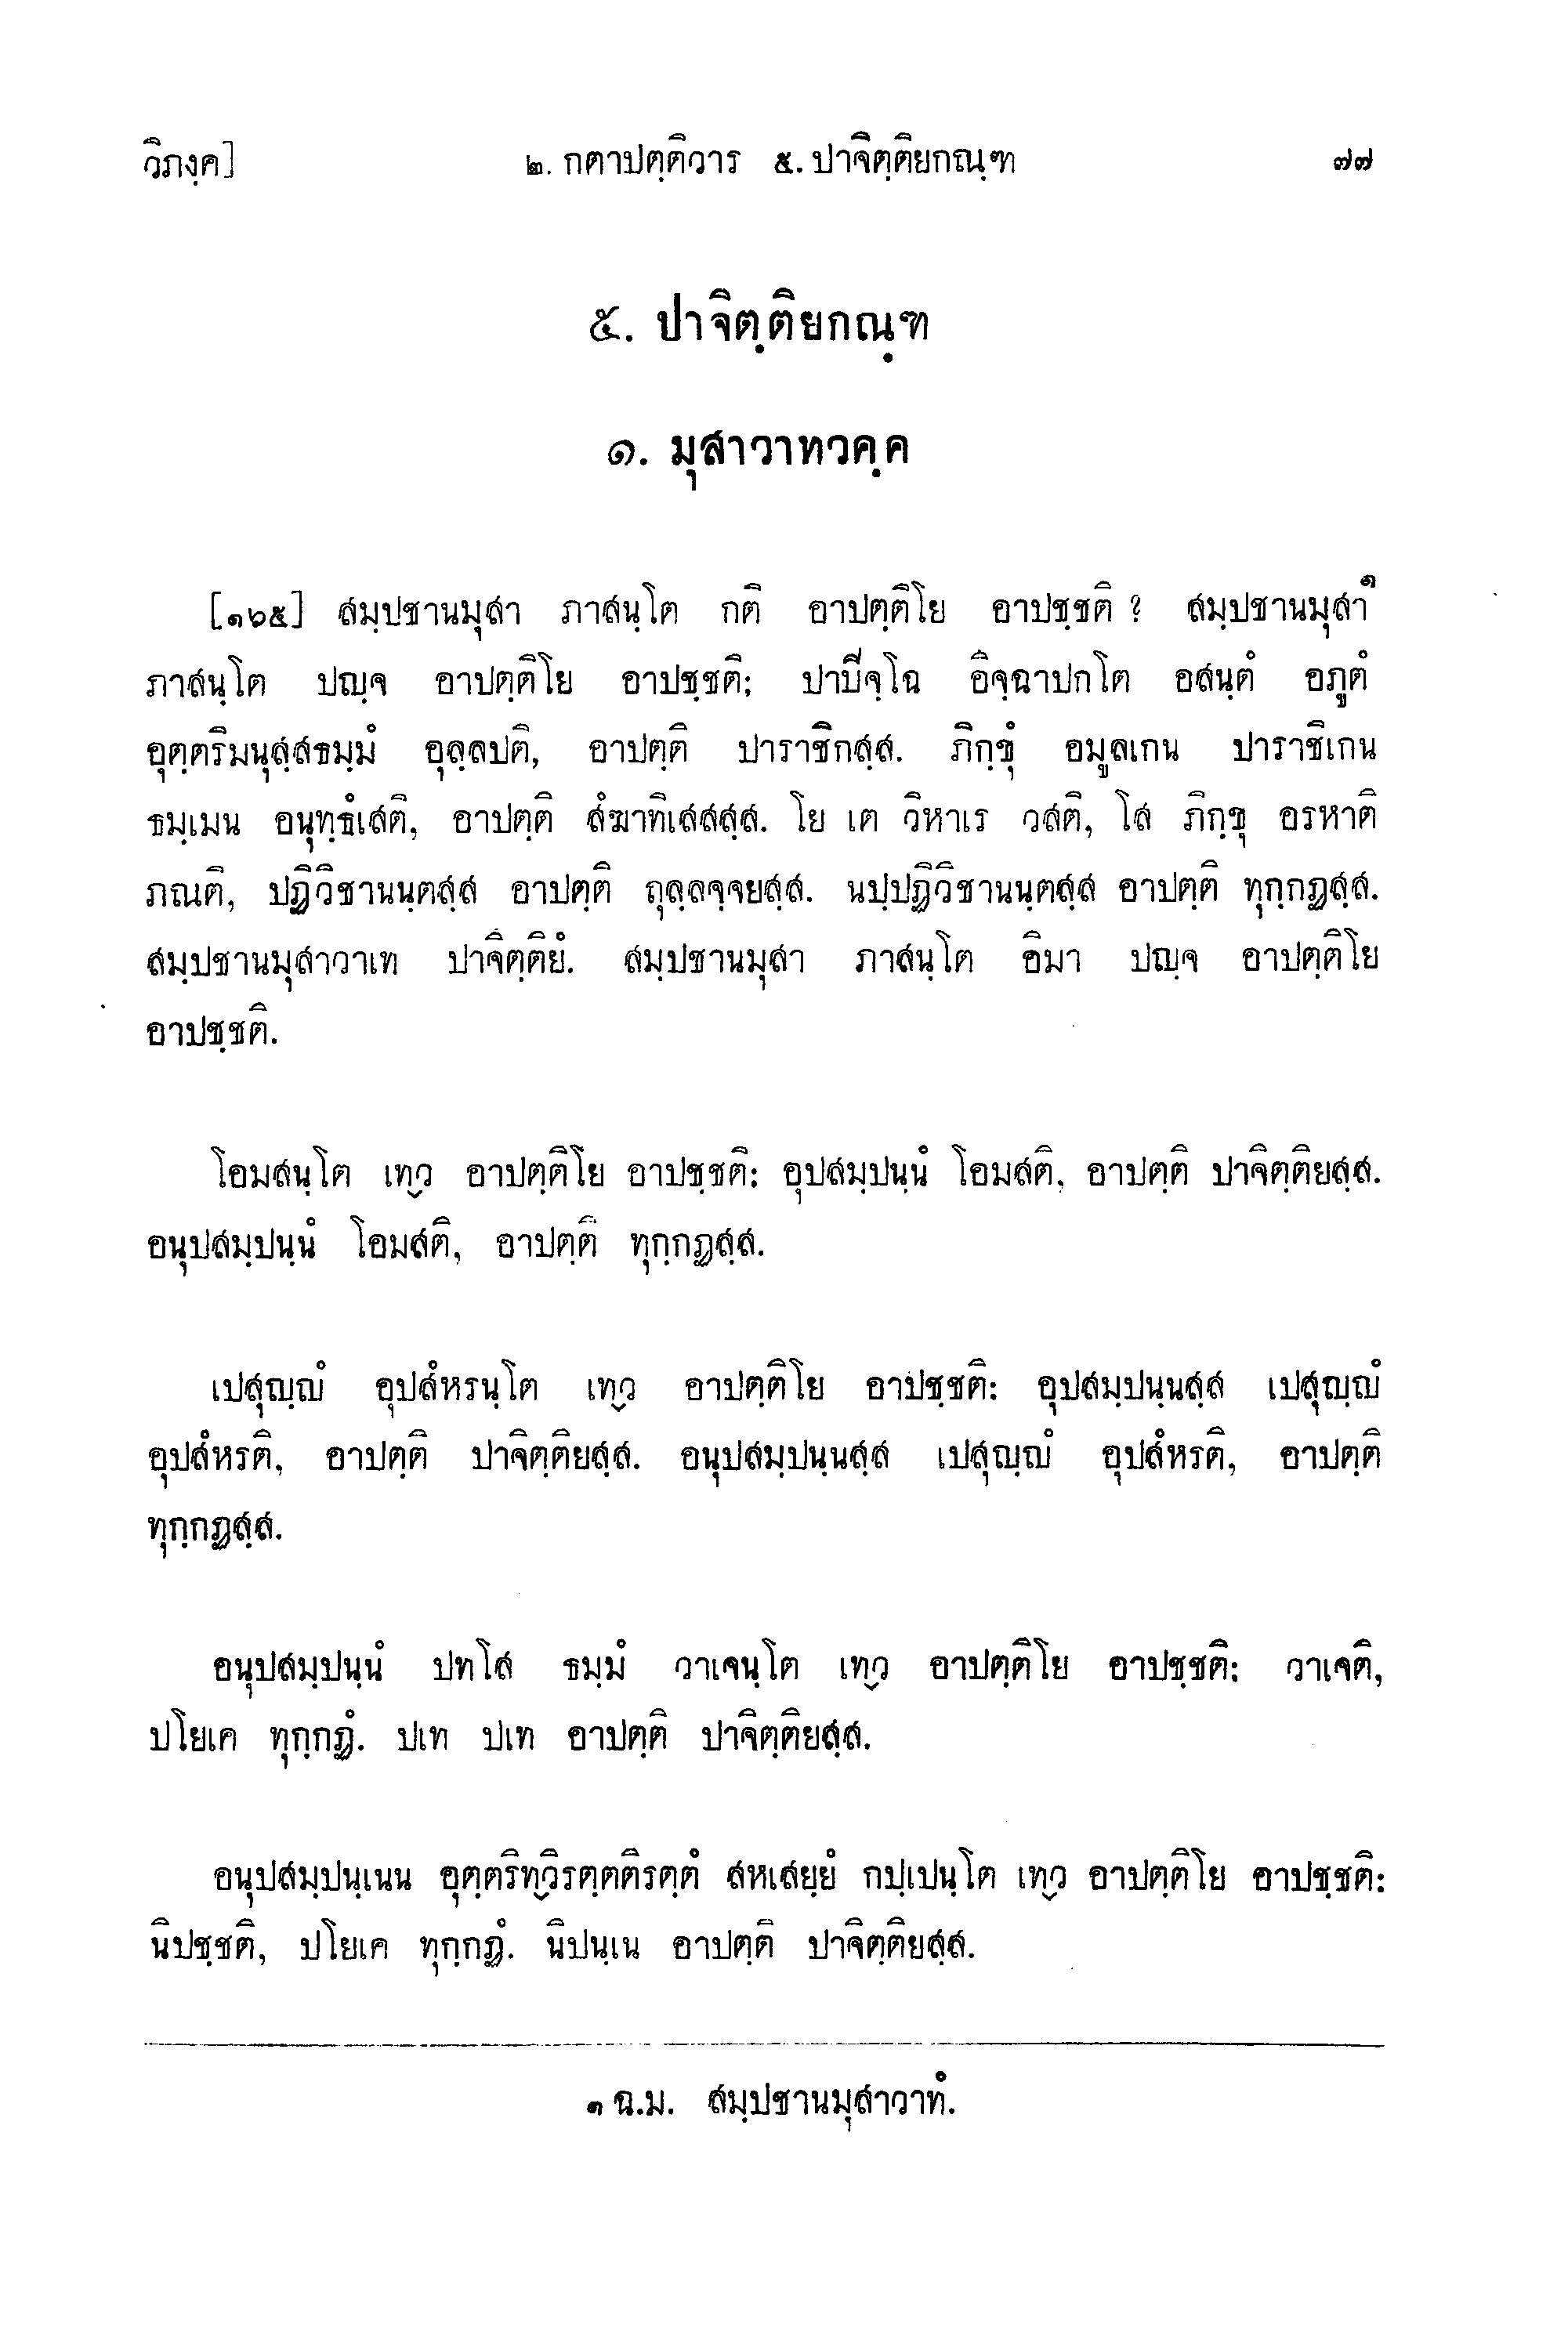 วิภงฺค] ๒. กตาปตฺติวาร ๕. ปาจิตฺติยกณฺฑ ๗๗
๕. ปาจิตฺติยกณฺฑ
๑. มุสาวาทวคฺค
[๑๖๕] สมฺปชานมุสา ภาสนฺโต กติ อาปตฺติโย อาปชฺชติ ? สมฺปชานมุสา๑
ภาสนฺโต ปญฺจ อาปตฺติโย อาปชฺชติ; ปาปิจฺโฉ อิจฺฉาปกโต อสนฺตํ อภูตํ
อุตฺตริมนุสฺสธมฺมํ อุลฺลปติ, อาปตฺติ ปาราชิกสฺส. ภิกฺขุํ อมูลเกน ปาราชิเกน
ธมฺเมน อนุทฺธํเสติ, อาปตฺติ สํฆาทิเสสสฺส. โย เต วิหาเร วสติ, โส ภิกฺขุ อรหาติ
ภณติ, ปฏิวิชานนฺตสฺส อาปตฺติ ถุลฺลจฺจยสฺส. นปฺปฏิวิชานนฺตสฺส อาปตฺติ ทุกฺกฏสฺส.
สมฺปชานมุสาวาเท ปาจิตฺติยํ. สมฺปชานมุสา ภาสนฺโต อิมา ปญฺจ อาปตฺติโย
อาปชฺชติ.
โอมสนฺโต เทฺว อาปตฺติโย อาปชฺชติ: อุปสมฺปนฺนํ โอมสติ, อาปตฺติ ปาจิตฺติยสฺส.
อนุปสมฺปนฺนํ โอมสติ, อาปตฺติ ทุกฺกฏสฺส.
เปสุญฺญํ อุปสํหรนฺโต เทฺว อาปตฺติโย อาปชฺชติ: อุปสมฺปนฺนสฺส เปสุญฺญํ
อุปสํหรติ, อาปตฺติ ปาจิตฺติยสฺส. อนุปสมฺปนฺนสฺส เปสุญฺญํ อุปสํหรติ, อาปตฺติ
ทุกฺกฏสฺส.
อนุปสมฺปนฺนํ ปทโส ธมฺมํ วาเจนฺโต เทฺว อาปตฺติโย อาปชฺชติ: วาเจติ,
ปโยเค ทุกฺกฏํ. ปเท ปเท อาปตฺติ ปาจิตฺติยสฺส.
อนุปสมฺปนฺเนน อุตฺตริทฺวิรตฺตติรตฺตํ สหเสยฺยํ กปฺเปนฺโต เทฺว อาปตฺติโย อาปชฺชติ:
นิปชฺชติ, ปโยเค ทุกฺกฏํ. นิปนฺเน อาปตฺติ ปาจิตฺติยสฺส.
๑ ฉ.ม. สมฺปชานมุสาวาทํ.